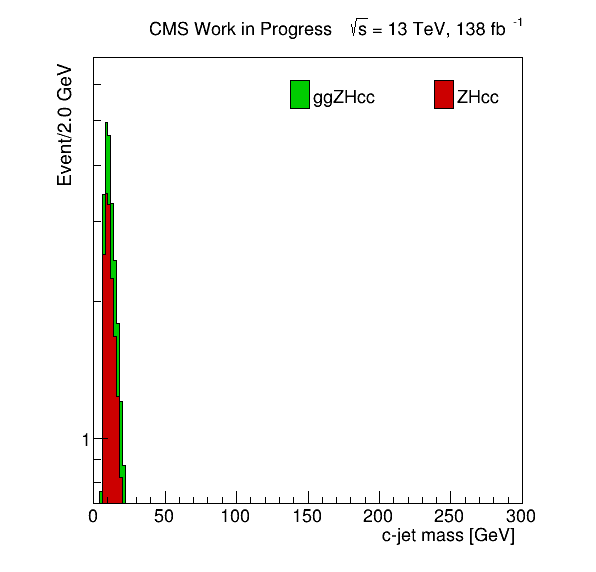 CMS Work in Progress √s = 13 TeV, 138 fb -1
Event/2.0 GeV
ggZHcc ZHcc
1
0 50 100 150 200 250 300
c-jet mass [GeV]